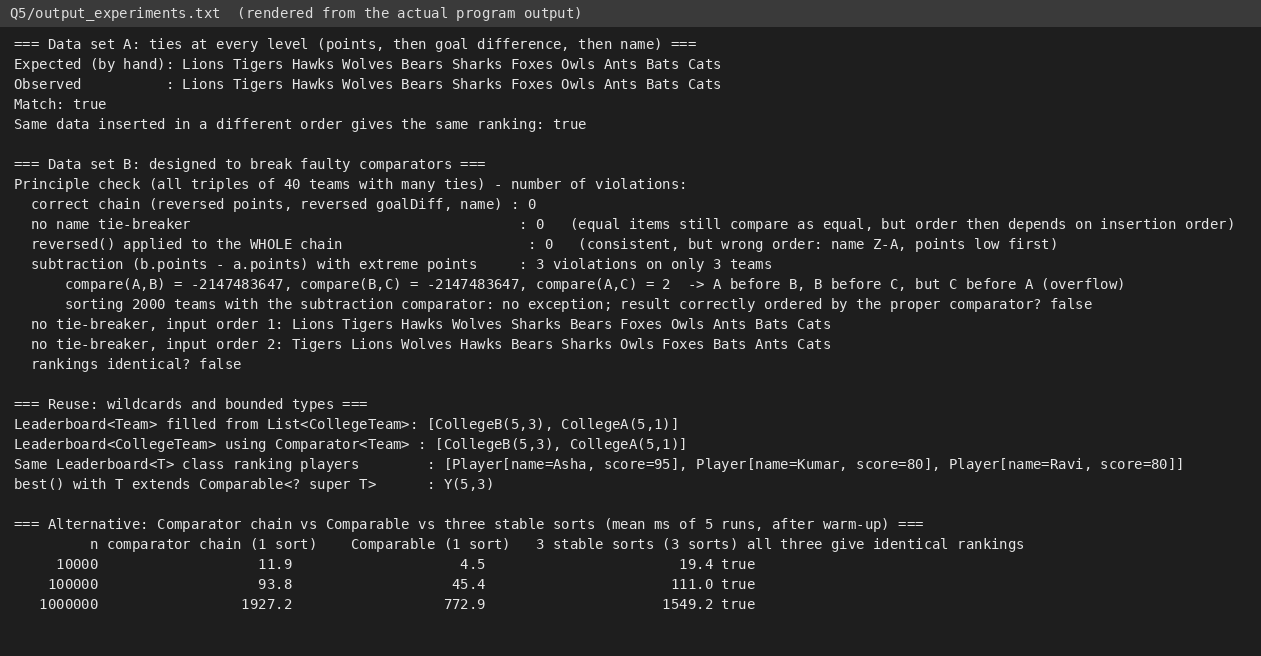 Q5/output_experiments.txt  (rendered from the actual program output)
=== Data set A: ties at every level (points, then goal difference, then name) ===
Expected (by hand): Lions Tigers Hawks Wolves Bears Sharks Foxes Owls Ants Bats Cats
Observed          : Lions Tigers Hawks Wolves Bears Sharks Foxes Owls Ants Bats Cats
Match: true
Same data inserted in a different order gives the same ranking: true
=== Data set B: designed to break faulty comparators ===
Principle check (all triples of 40 teams with many ties) - number of violations:
  correct chain (reversed points, reversed goalDiff, name) : 0
  no name tie-breaker                                       : 0   (equal items still compare as equal, but order then depends on insertion order)
  reversed() applied to the WHOLE chain                      : 0   (consistent, but wrong order: name Z-A, points low first)
  subtraction (b.points - a.points) with extreme points     : 3 violations on only 3 teams
      compare(A,B) = -2147483647, compare(B,C) = -2147483647, compare(A,C) = 2  -> A before B, B before C, but C before A (overflow)
      sorting 2000 teams with the subtraction comparator: no exception; result correctly ordered by the proper comparator? false
  no tie-breaker, input order 1: Lions Tigers Hawks Wolves Sharks Bears Foxes Owls Ants Bats Cats
  no tie-breaker, input order 2: Tigers Lions Wolves Hawks Bears Sharks Owls Foxes Bats Ants Cats
  rankings identical? false
=== Reuse: wildcards and bounded types ===
Leaderboard<Team> filled from List<CollegeTeam>: [CollegeB(5,3), CollegeA(5,1)]
Leaderboard<CollegeTeam> using Comparator<Team> : [CollegeB(5,3), CollegeA(5,1)]
Same Leaderboard<T> class ranking players        : [Player[name=Asha, score=95], Player[name=Kumar, score=80], Player[name=Ravi, score=80]]
best() with T extends Comparable<? super T>      : Y(5,3)
=== Alternative: Comparator chain vs Comparable vs three stable sorts (mean ms of 5 runs, after warm-up) ===
         n comparator chain (1 sort)    Comparable (1 sort)   3 stable sorts (3 sorts) all three give identical rankings
     10000                   11.9                    4.5                       19.4 true
    100000                   93.8                   45.4                      111.0 true
   1000000                 1927.2                  772.9                     1549.2 true